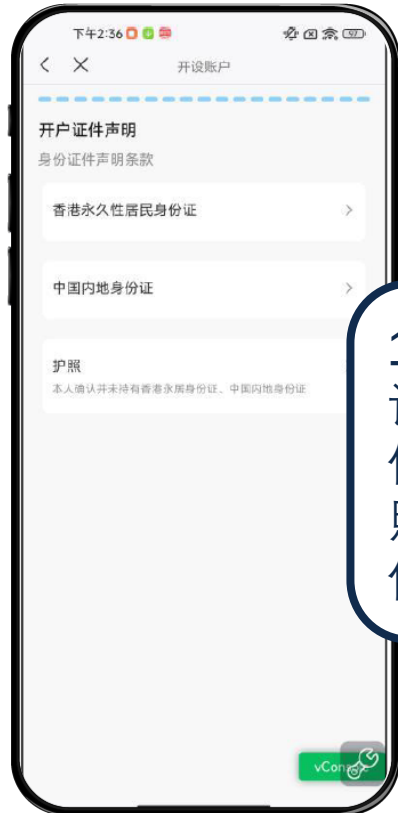 下午2:36
97
开设账户
开户证件声明
身份证件声明条款
香港永久性居民身份证
中国内地身份证
护照
本人确认并未持有香港永居身份证、中国内地身份证
vCon